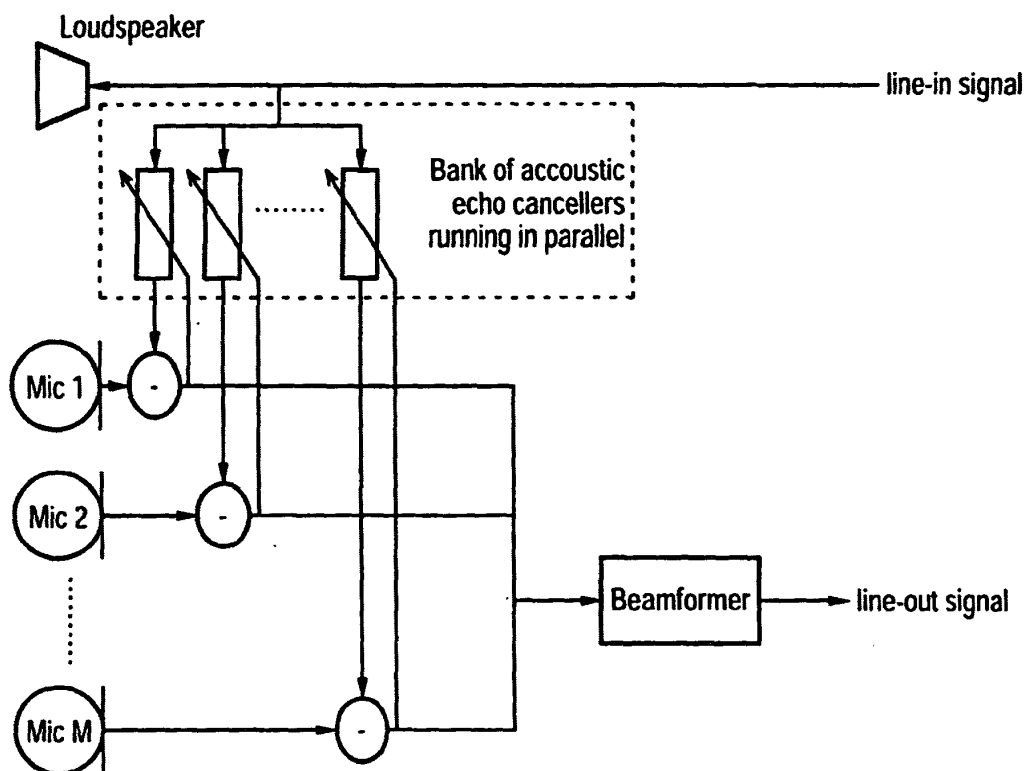 Loudspeaker
line-in signal
Bank of accoustic
echo cancellers
running in parallel
Mic 1
-
Mic 2
-
Beamformer
line-out signal
Mic M
-